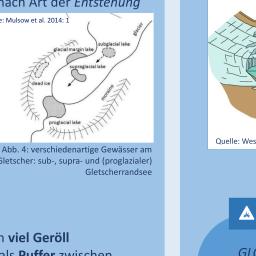 nach Art der Entstehung
e: Mulsow et al. 2014: 1
glacier
glacial margin lake
subglacial lake
supraglacial lake
dead ice
moraine
proglacial lake
Abb. 4: verschiedenartige Gewässer am
Gletscher: sub-, supra- und (proglazialer)
Gletscherrandsee
viel Geröll
als Puffer zwischen
Quelle: Wes
GL